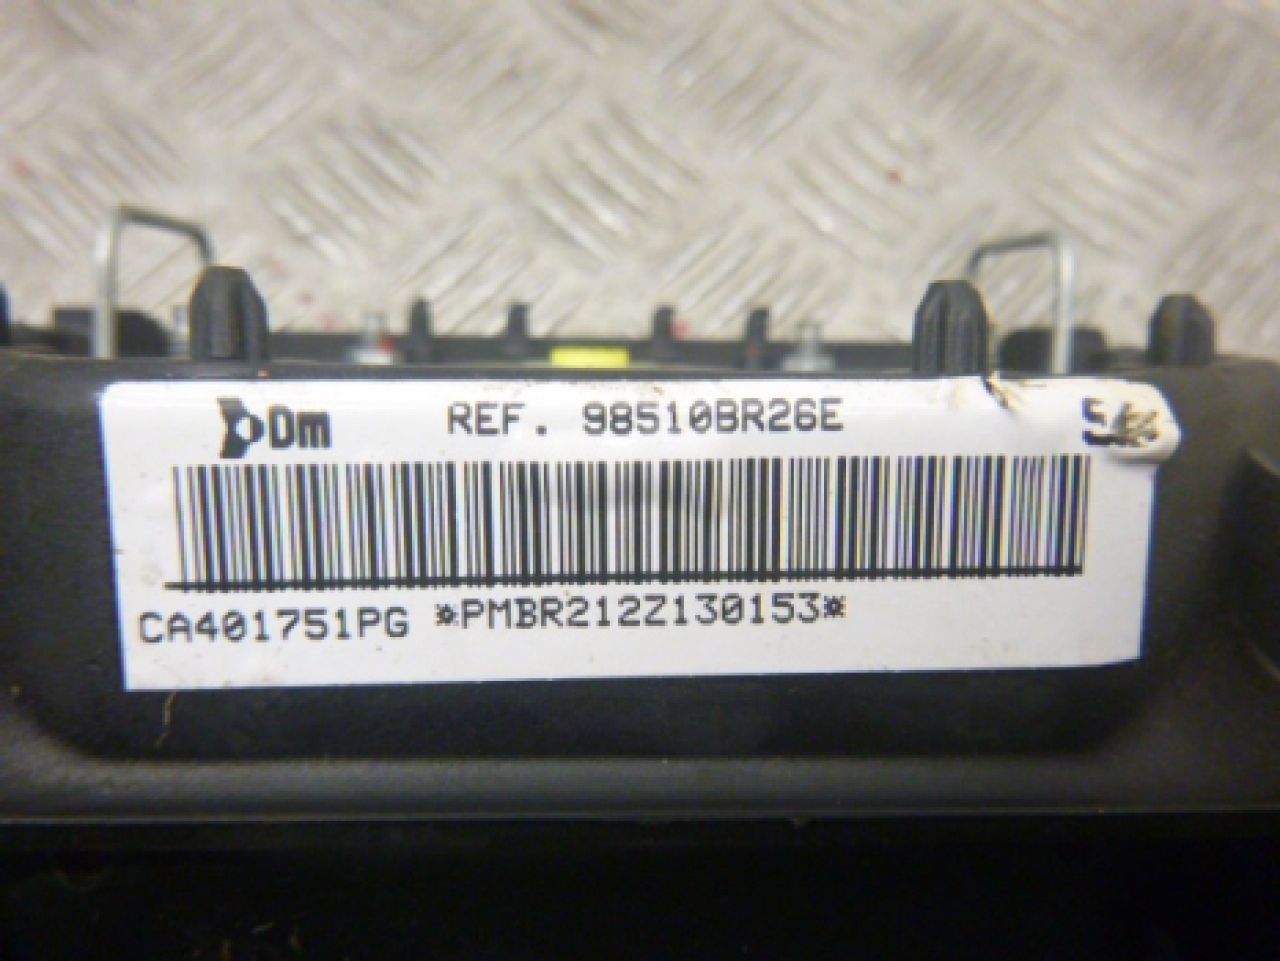 Dm REF. 98510BR26E
CA401751PG *PMBR212Z130153*